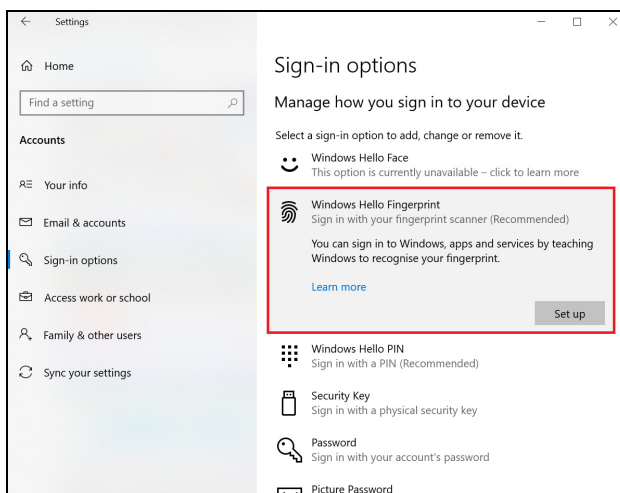 Settings
Home
Find a setting
Accounts
Your info
Email & accounts
Sign-in options
Access work or school
Family & other users
Sync your settings
Sign-in options
Manage how you sign in to your device
Select a sign-in option to add, change or remove it.
Windows Hello Face
This option is currently unavailable – click to learn more
Windows Hello Fingerprint
Sign in with your fingerprint scanner (Recommended)
You can sign in to Windows, apps and services by teaching
Windows to recognise your fingerprint.
Learn more
Set up
Windows Hello PIN
Sign in with a PIN (Recommended)
Security Key
Sign in with a physical security key
Password
Sign in with your account's password
Picture Password